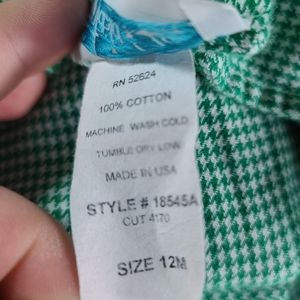 RN 52624
100% COTTON
MACHINE WASH COLD
TUMBLE DRY LOW
MADE IN USA
STYLE # 18545A
CUT 4170
SIZE 12M